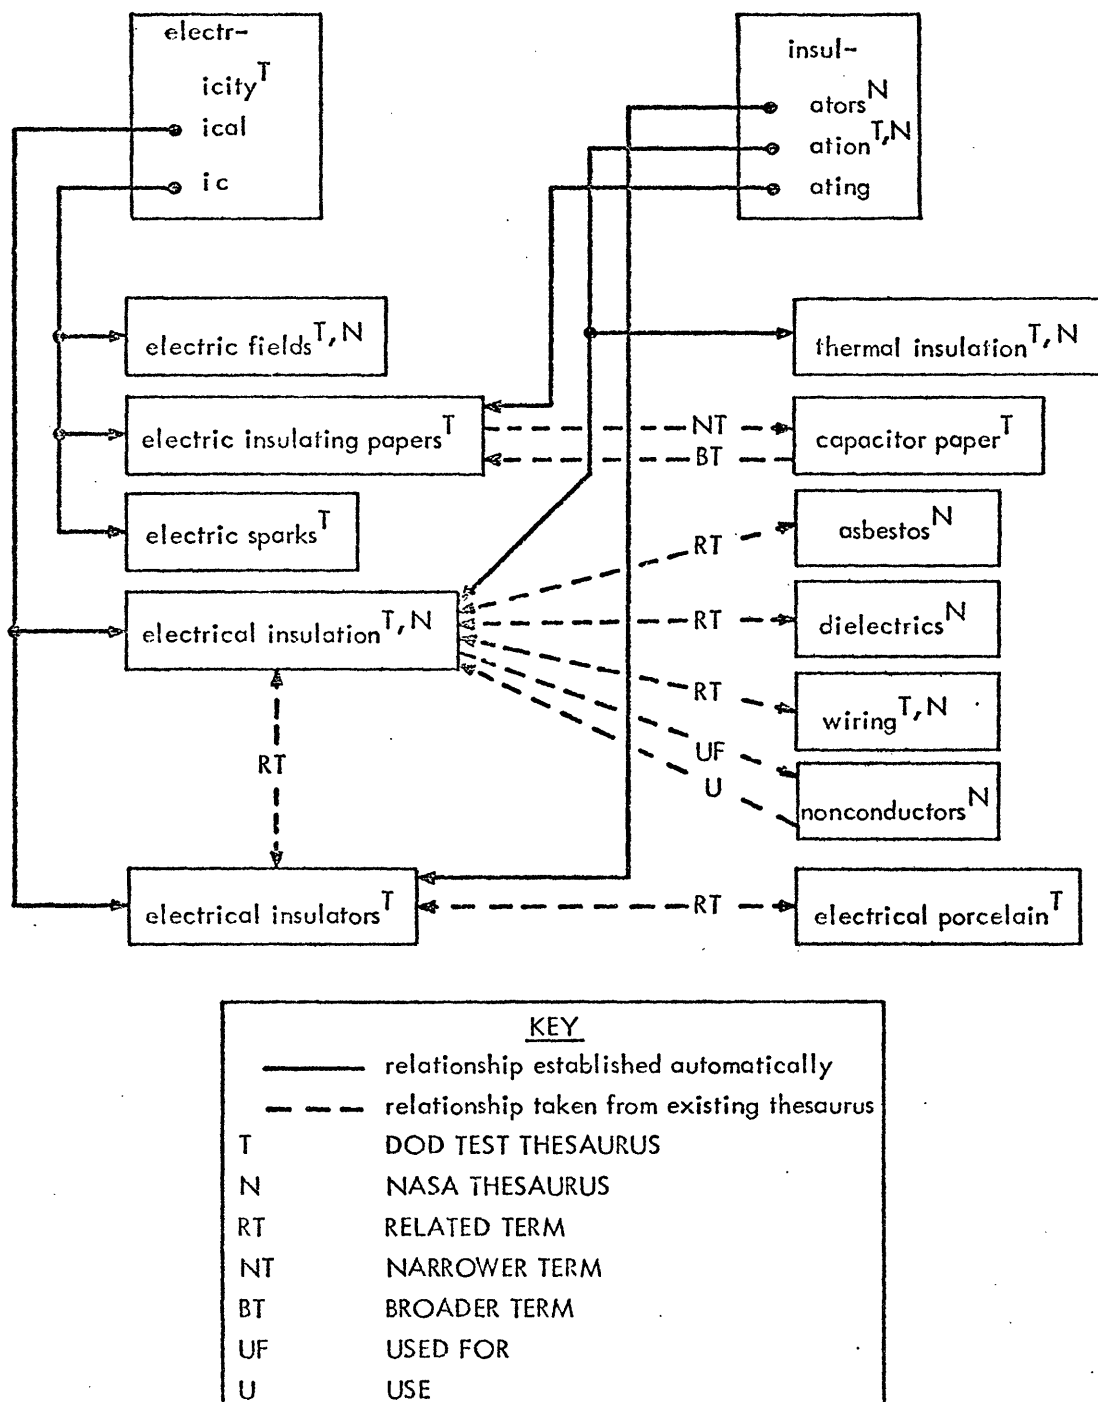 electr-
icity T
ical
ic
insul-
ators N
ation T,N
ating
electric fields T, N
thermal insulation T, N
electric insulating papers T
NT
BT
capacitor paper T
electric sparks T
RT
asbestos N
electrical insulation T, N
RT
dielectrics N
RT
wiring T, N
RT
UF
U
nonconductors N
electrical insulators T
RT
electrical porcelain T
KEY
relationship established automatically
relationship taken from existing thesaurus
T DOD TEST THESAURUS
N NASA THESAURUS
RT RELATED TERM
NT NARROWER TERM
BT BROADER TERM
UF USED FOR
U USE